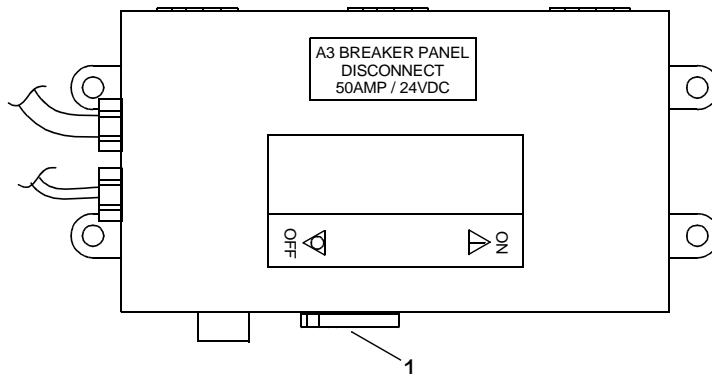 A3 BREAKER PANEL
DISCONNECT
50AMP / 24VDC
OFF
ON
1